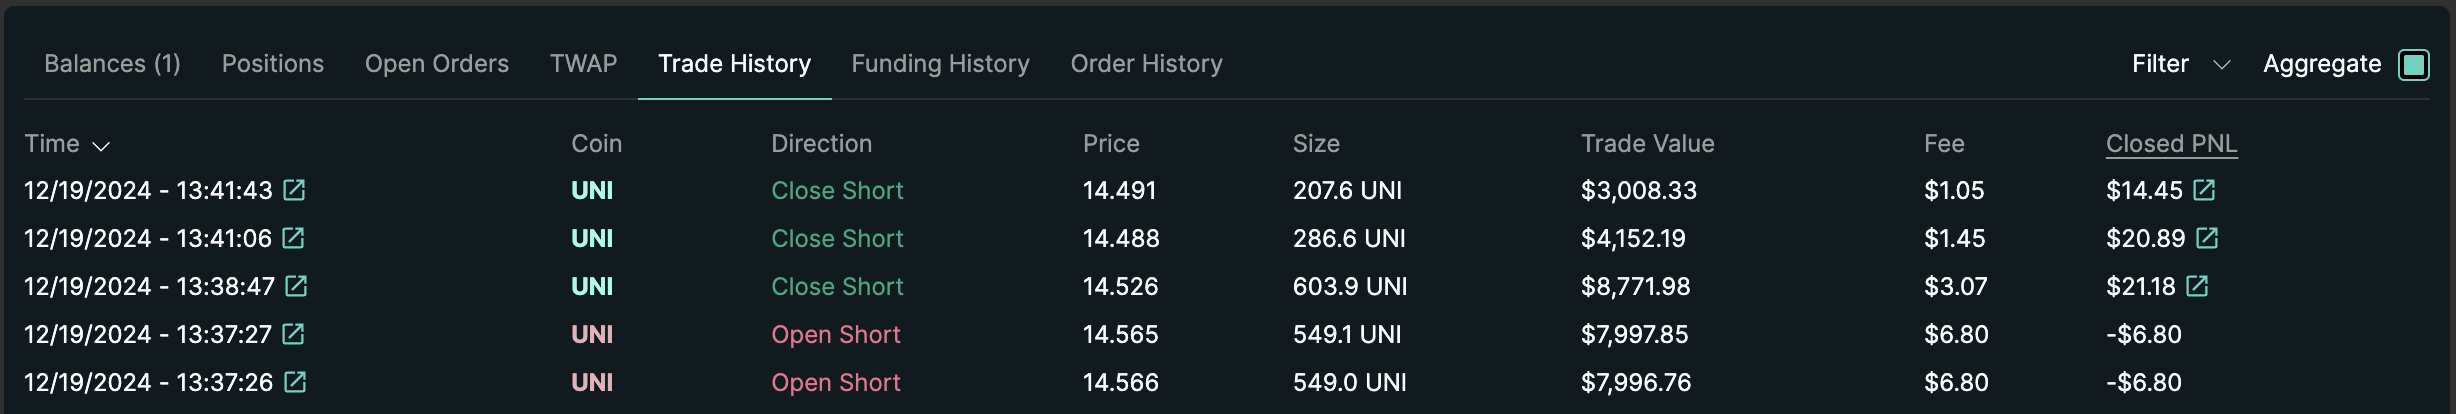 Balances (1) Positions Open Orders TWAP Trade History Funding History Order History Filter Aggregate
Time Coin Direction Price Size Trade Value Fee Closed PNL
12/19/2024 - 13:41:43 UNI Close Short 14.491 207.6 UNI $3,008.33 $1.05 $14.45
12/19/2024 - 13:41:06 UNI Close Short 14.488 286.6 UNI $4,152.19 $1.45 $20.89
12/19/2024 - 13:38:47 UNI Close Short 14.526 603.9 UNI $8,771.98 $3.07 $21.18
12/19/2024 - 13:37:27 UNI Open Short 14.565 549.1 UNI $7,997.85 $6.80 -$6.80
12/19/2024 - 13:37:26 UNI Open Short 14.566 549.0 UNI $7,996.76 $6.80 -$6.80